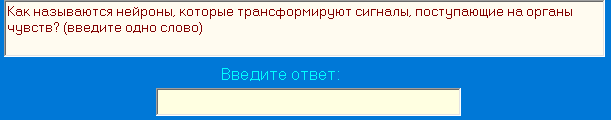 Как называются нейроны, которые трансформируют сигналы, поступающие на органы
чувств? (введите одно слово)
Введите ответ: